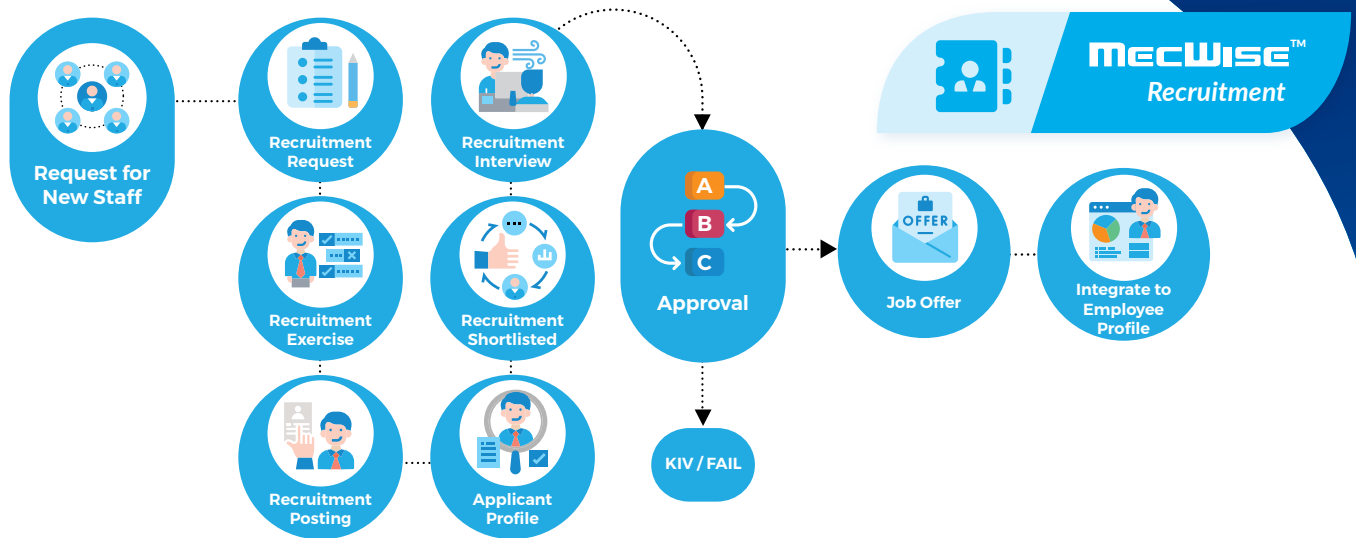 MECWISE™
Recruitment
Request for
New Staff
Recruitment
Request
Recruitment
Exercise
Recruitment
Posting
Applicant
Profile
Recruitment
Shortlisted
Recruitment
Interview
A
B
C
Approval
KIV / FAIL
OFFER
Job Offer
Integrate to
Employee
Profile